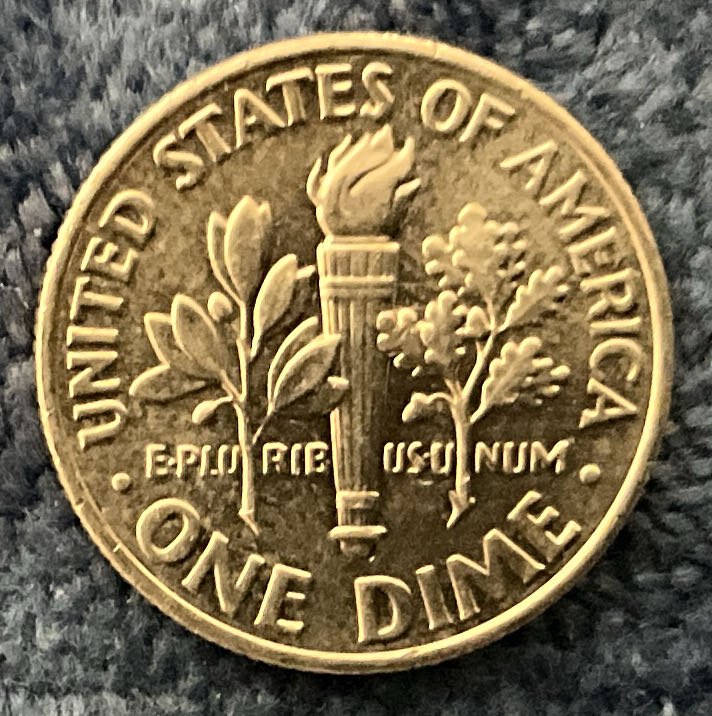 UNITED STATES OF AMERICA
E·PLU RIB US·U NUM
· ONE DIME ·